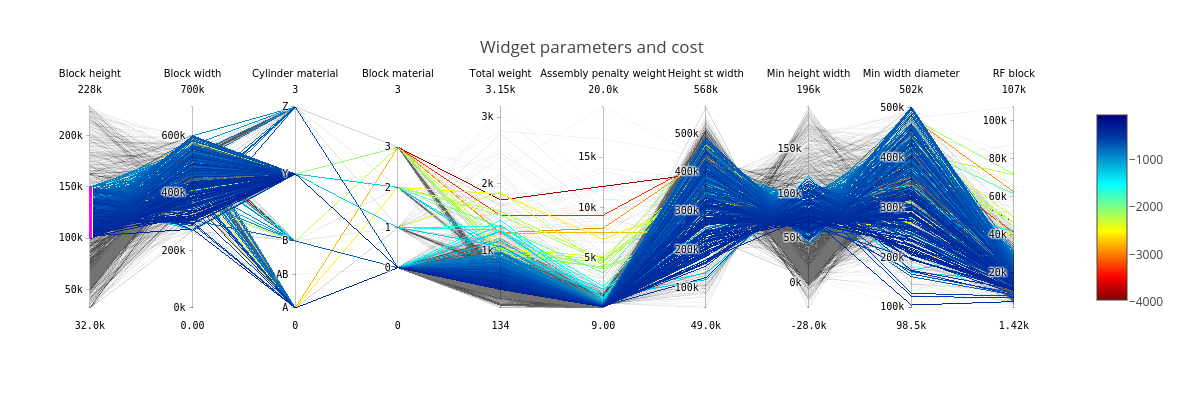 Widget parameters and cost
Block height Block width Cylinder material Block material Total weight Assembly penalty weight Height st width Min height width Min width diameter RF block
228k 700k 3 3 3.15k 20.0k 568k 196k 502k 107k
200k 150k 100k 50k
600k 400k 200k 0k
Z Y B AB A
3 2 1 0
3k 2k 1k
15k 10k 5k
500k 400k 300k 200k 100k
150k 100k 50k 0k
500k 400k 300k 200k 100k
100k 80k 60k 40k 20k
32.0k 0.00 0 0 134 9.00 49.0k -28.0k 98.5k 1.42k
−1000
−2000
−3000
−4000